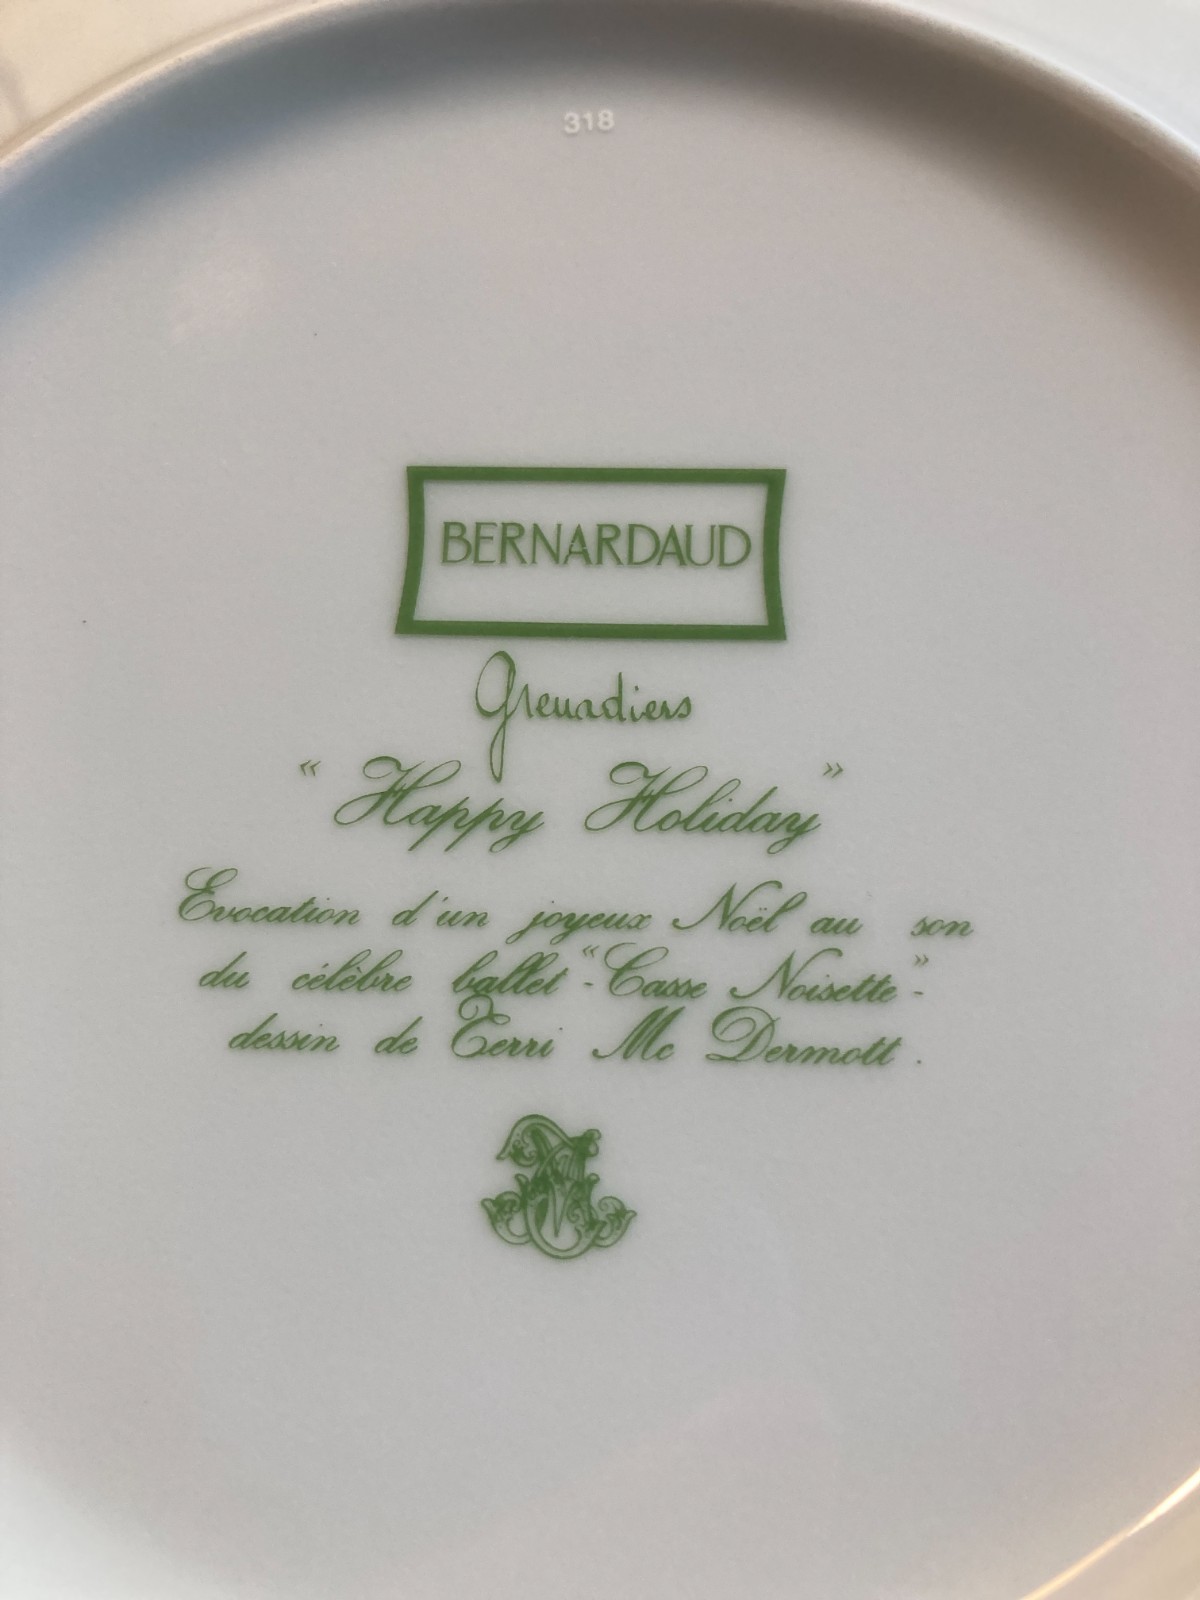 318
BERNARDAUD
Grenadiers
"Happy Holiday"
Evocation d'un joyeux Noël au son
du célèbre ballet -"Casse Noisette"-
dessin de Terri Mc Dermott.